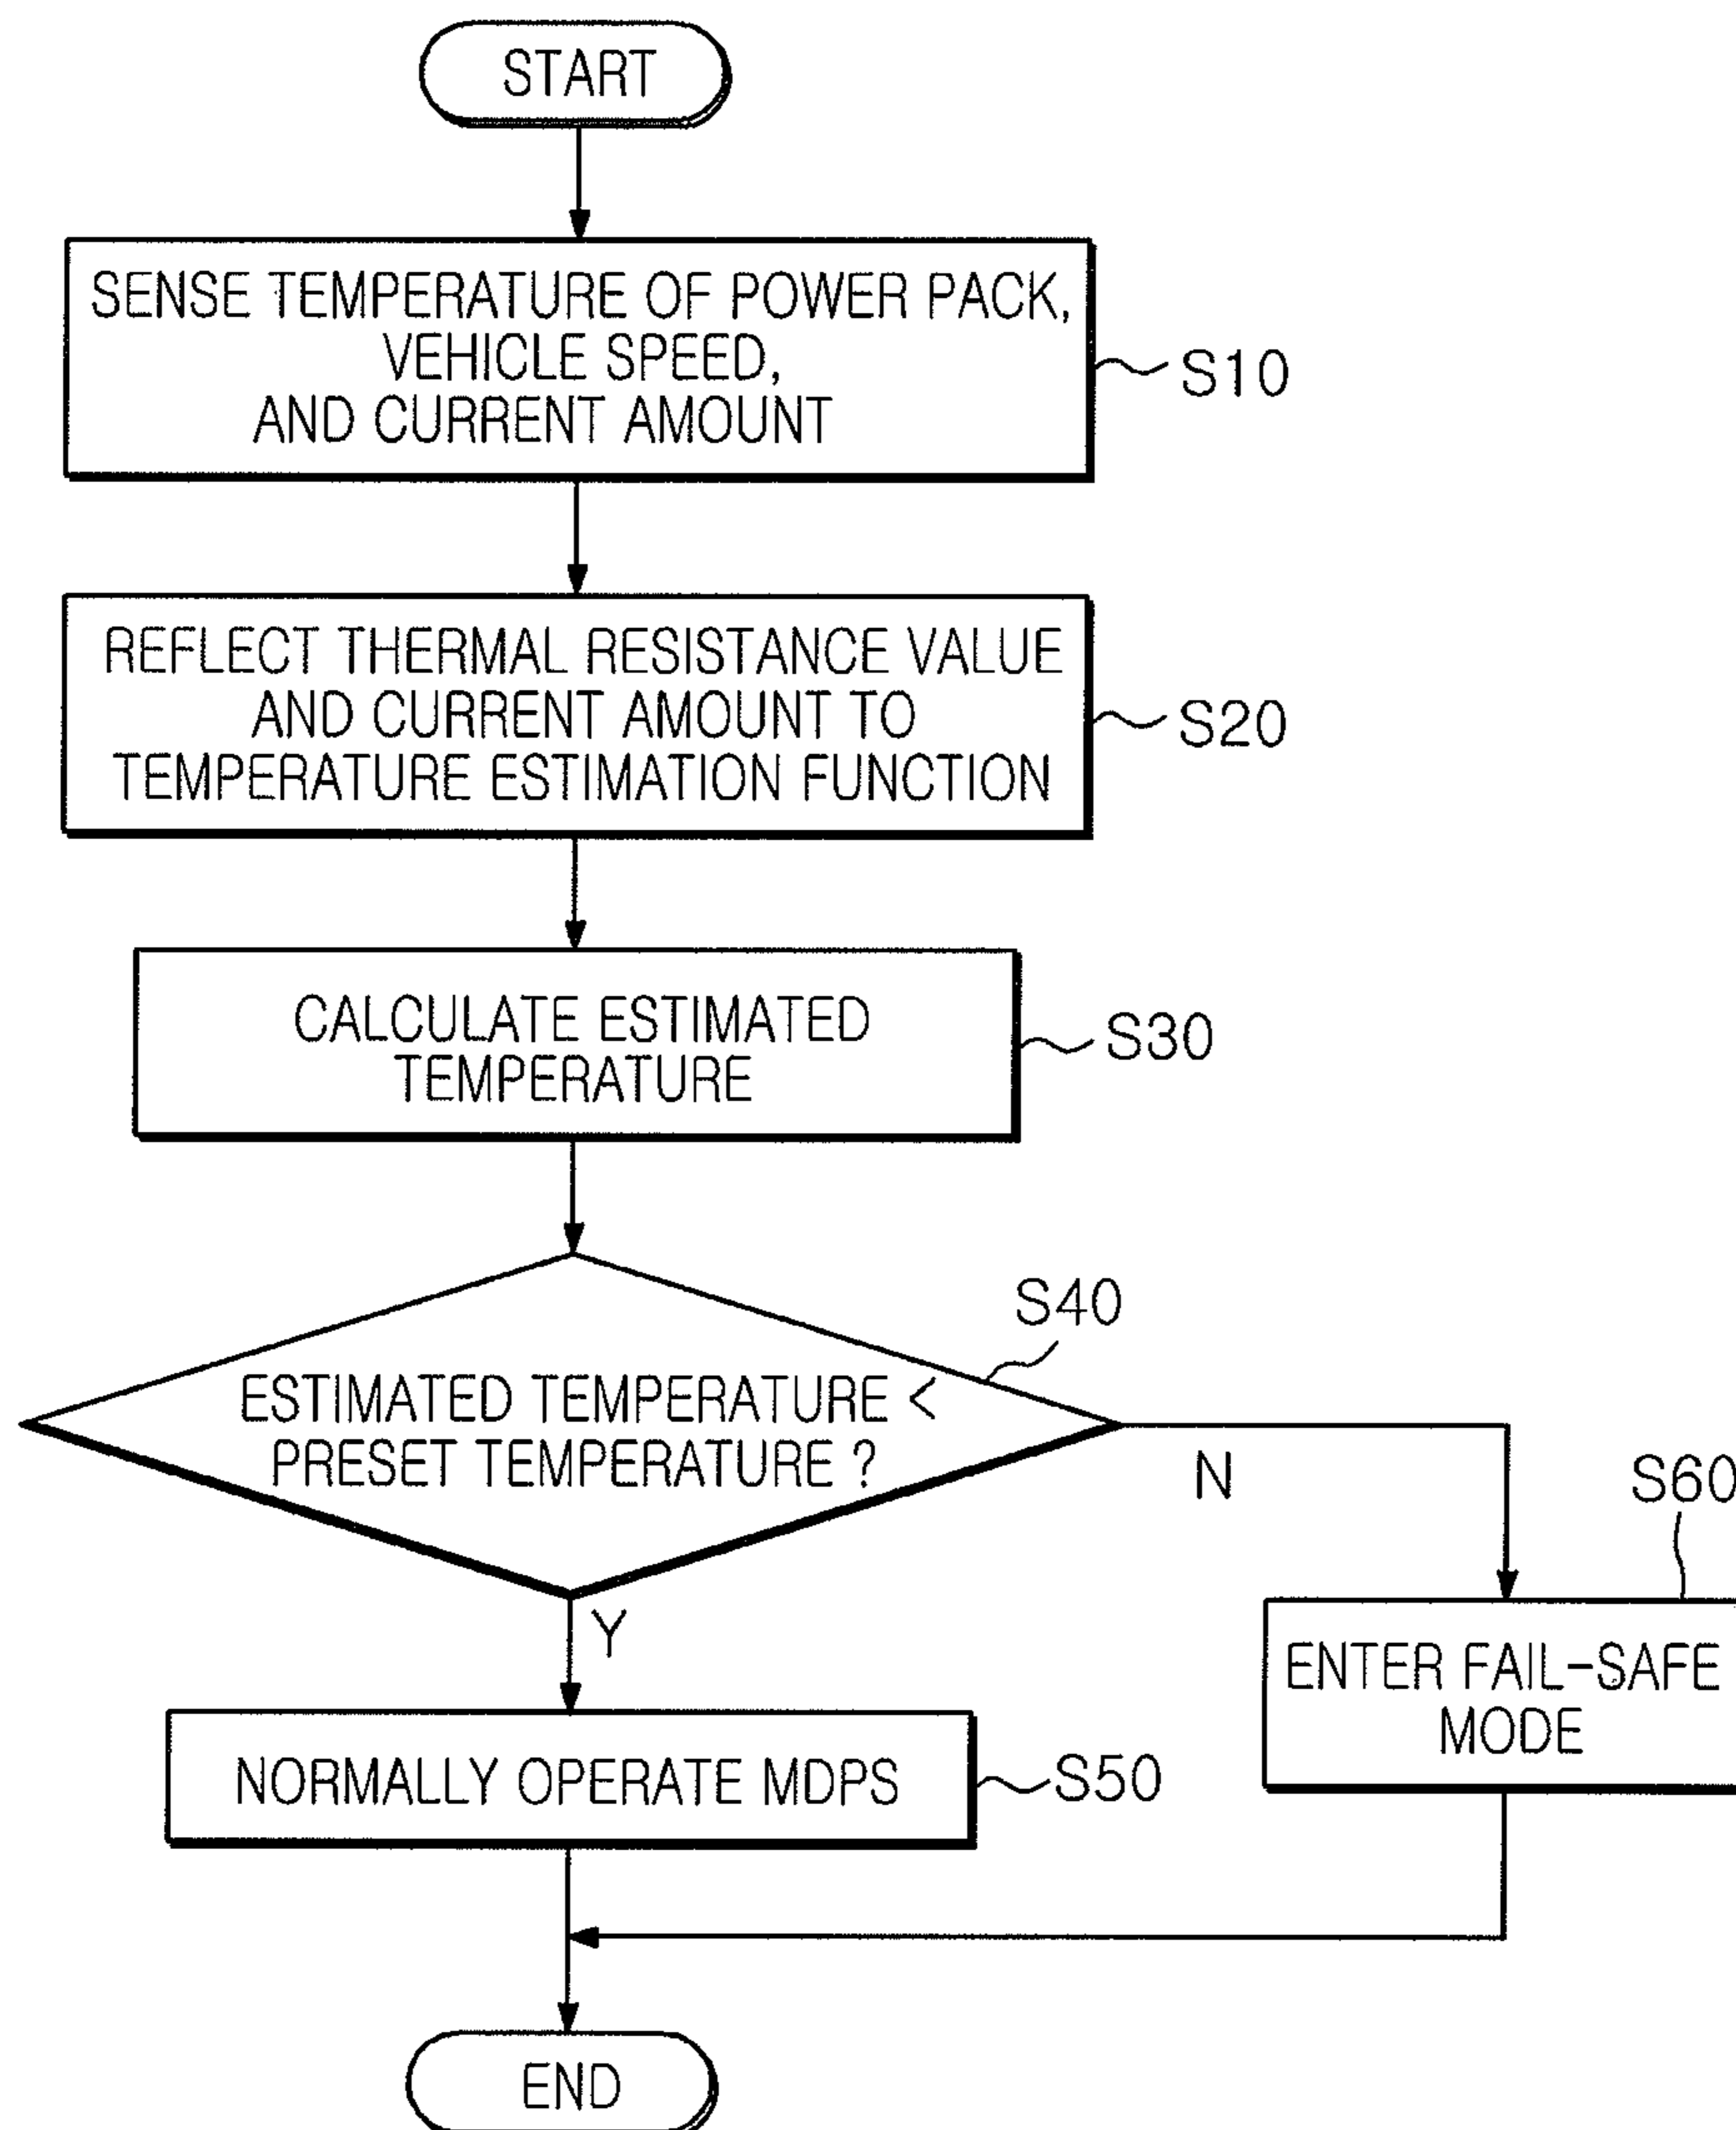 START
SENSE TEMPERATURE OF POWER PACK,
VEHICLE SPEED,
AND CURRENT AMOUNT
S10
REFLECT THERMAL RESISTANCE VALUE
AND CURRENT AMOUNT TO
TEMPERATURE ESTIMATION FUNCTION
S20
CALCULATE ESTIMATED
TEMPERATURE
S30
S40
ESTIMATED TEMPERATURE <
PRESET TEMPERATURE ?
N
S60
Y
ENTER FAIL-SAFE
MODE
NORMALLY OPERATE MDPS
S50
END